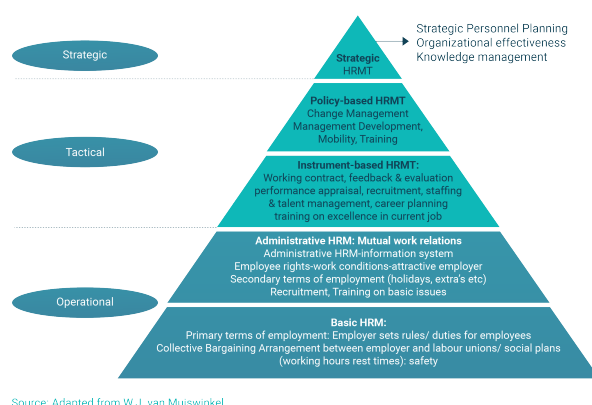 Strategic Personnel Planning
Organizational effectiveness
Knowledge management
Strategic
Strategic
HRMT
Policy-based HRMT
Change Management
Management Development,
Mobility, Training
Tactical
Instrument-based HRMT:
Working contract, feedback & evaluation
performance appraisal, recruitment, staffing
& talent management, career planning
training on excellence in current job
Administrative HRM: Mutual work relations
Administrative HRM-information system
Employee rights-work conditions-attractive employer
Secondary terms of employment (holidays, extra's etc)
Recruitment, Training on basic issues
Operational
Basic HRM:
Primary terms of employment: Employer sets rules/ duties for employees
Collective Bargaining Arrangement between employer and labour unions/ social plans
(working hours rest times): safety
Source: Adapted from W.J. van Muiswinkel